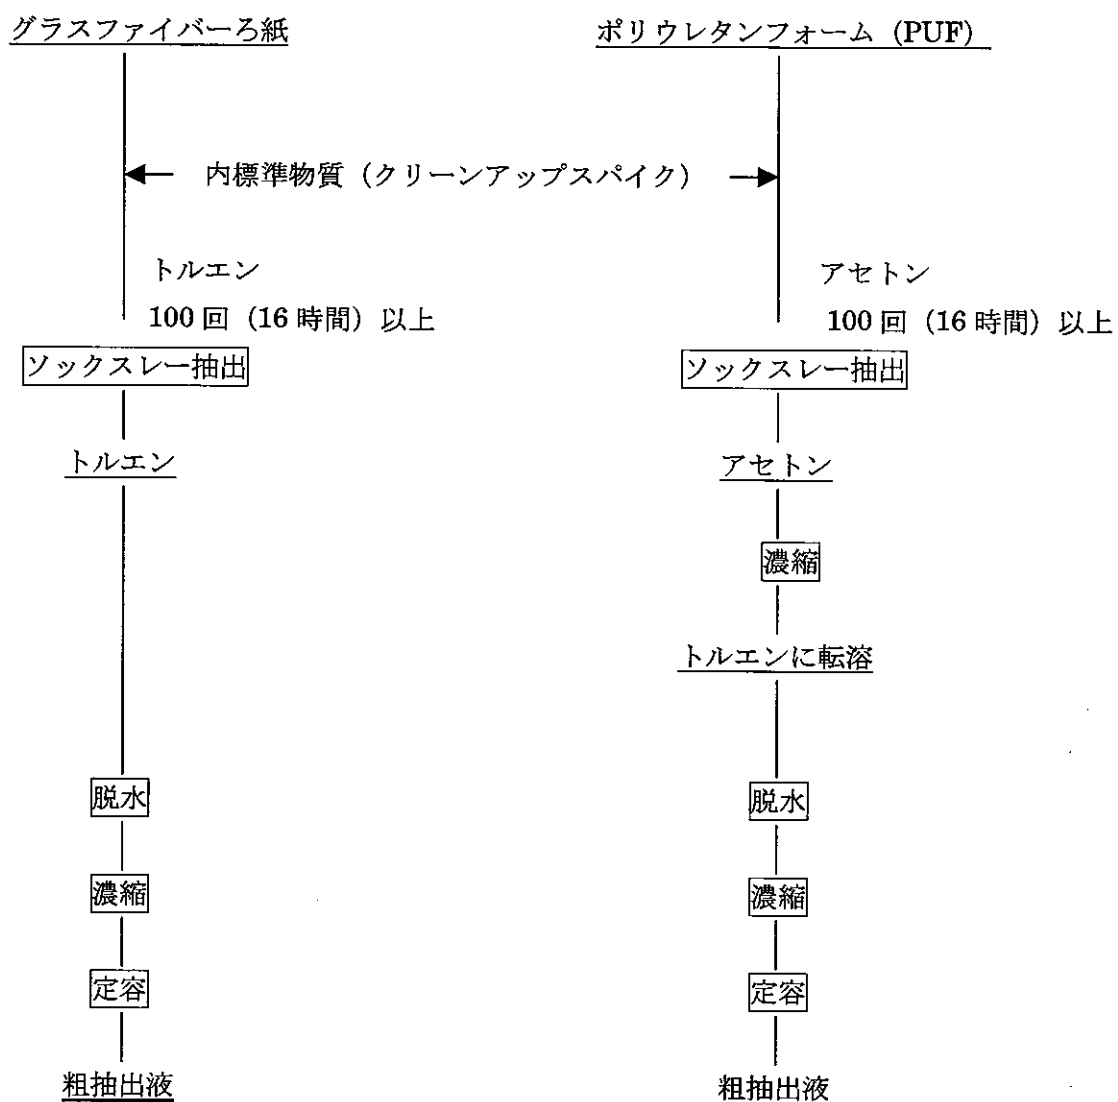 グラスファイバーろ紙
ポリウレタンフォーム (PUF)
内標準物質（クリーンアップスパイク）
トルエン
100回（16時間）以上
アセトン
100回（16時間）以上
ソックスレー抽出
ソックスレー抽出
トルエン
アセトン
濃縮
トルエンに転溶
脱水
脱水
濃縮
濃縮
定容
定容
粗抽出液
粗抽出液